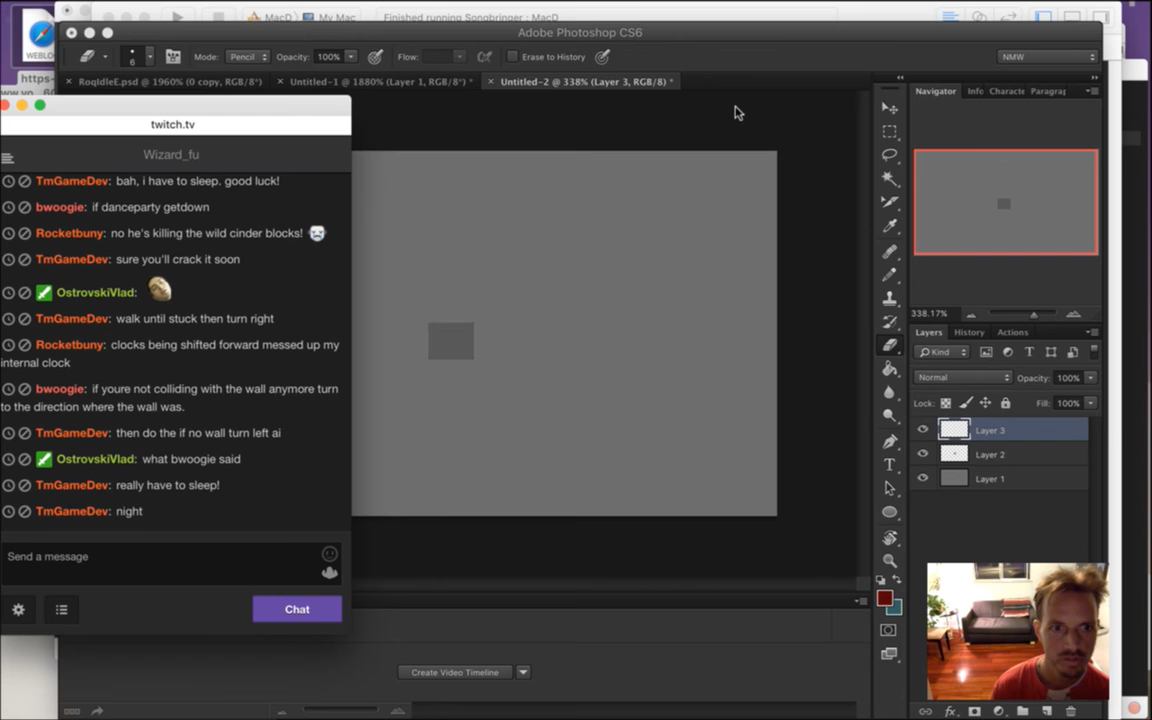 MacD
My Mac
Finished running Songbringer : MacD
Adobe Photoshop CS6
WEBLO
6
Mode:
Pencil
Opacity:
100%
Flow:
Erase to History
NMW
https-
RoqIdleE.psd @ 1960% (0 copy, RGB/8*)
Untitled-1 @ 1880% (Layer 1, RGB/8*) *
Untitled-2 @ 338% (Layer 3, RGB/8) *
Navigator
Info
Characte
Paragra
twitch.tv
Wizard_fu
TmGameDev: bah, i have to sleep. good luck!
bwoogie: if danceparty getdown
Rocketbuny: no he's killing the wild cinder blocks!
TmGameDev: sure you'll crack it soon
OstrovskiVlad:
TmGameDev: walk until stuck then turn right
Rocketbuny: clocks being shifted forward messed up my
internal clock
bwoogie: if youre not colliding with the wall anymore turn
to the direction where the wall was.
TmGameDev: then do the if no wall turn left ai
OstrovskiVlad: what bwoogie said
TmGameDev: really have to sleep!
TmGameDev: night
Send a message
Chat
338.17%
Layers
History
Actions
Kind
Normal
Opacity:
100%
Lock:
Fill:
100%
Layer 3
Layer 2
Layer 1
Create Video Timeline